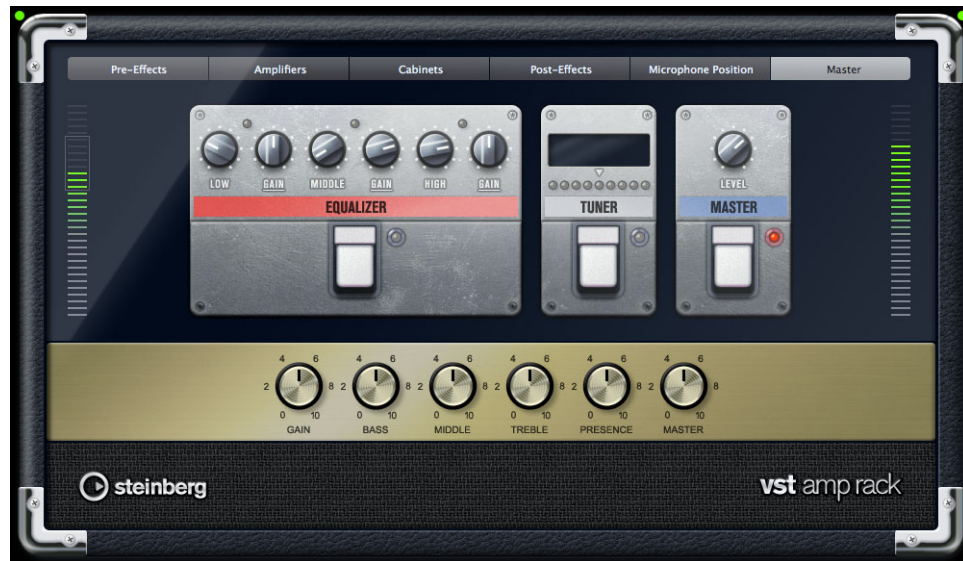 Pre-Effects Amplifiers Cabinets Post-Effects Microphone Position Master
LOW GAIN MIDDLE GAIN HIGH GAIN
EQUALIZER
TUNER
LEVEL
MASTER
4 6 4 6 4 6 4 6 4 6 4 6
2 8 2 8 2 8 2 8 2 8 2 8
0 10 0 10 0 10 0 10 0 10 0 10
GAIN BASS MIDDLE TREBLE PRESENCE MASTER
steinberg
vst amp rack